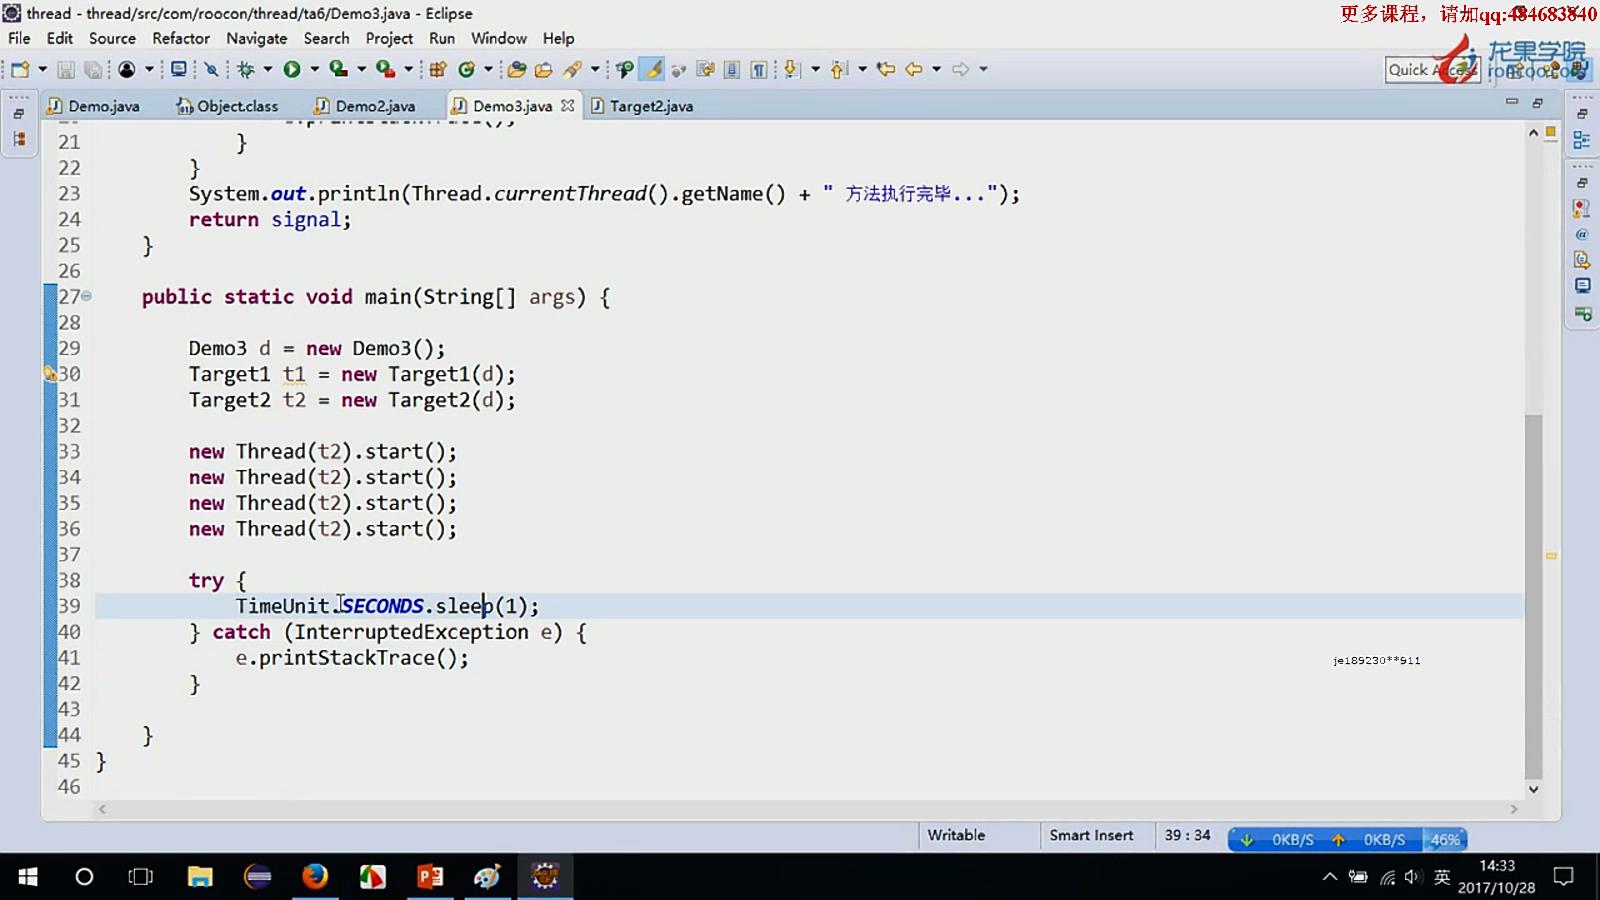 thread - thread/src/com/roocon/thread/ta6/Demo3.java - Eclipse
更多课程，请加qq:484683840
File Edit Source Refactor Navigate Search Project Run Window Help
龙果学院
roncoo.com
Quick Access
Demo.java Object.class Demo2.java Demo3.java Target2.java
21 }
22 }
23 System.out.println(Thread.currentThread().getName() + " 方法执行完毕...");
24 return signal;
25 }
26
27 public static void main(String[] args) {
28
29 Demo3 d = new Demo3();
30 Target1 t1 = new Target1(d);
31 Target2 t2 = new Target2(d);
32
33 new Thread(t2).start();
34 new Thread(t2).start();
35 new Thread(t2).start();
36 new Thread(t2).start();
37
38 try {
39 TimeUnit.SECONDS.sleep(1);
40 } catch (InterruptedException e) {
41 e.printStackTrace();
je189230**911
42 }
43
44 }
45 }
46
Writable Smart Insert 39 : 34 0KB/S 0KB/S 46%
英 14:33
2017/10/28